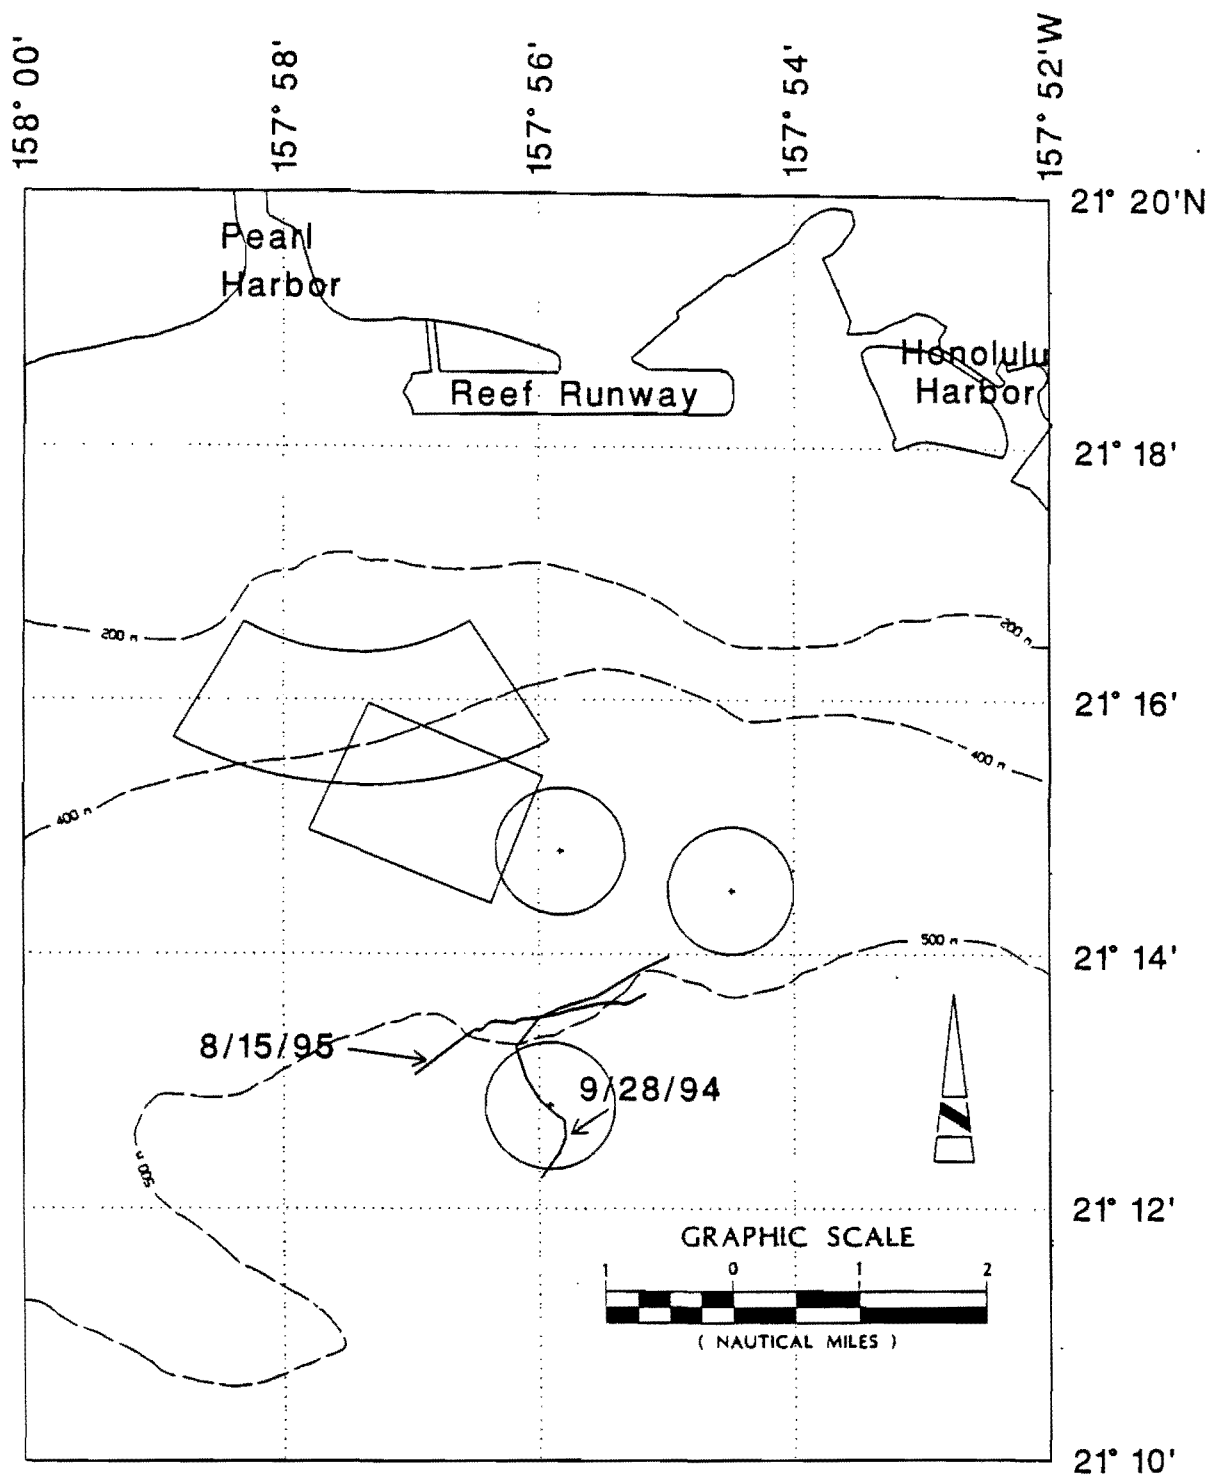 158° 00'
157° 58'
157° 56'
157° 54'
157° 52'W
21° 20'N
Pearl
Harbor
Honolulu
Harbor
Reef Runway
21° 18'
200 m
200 m
21° 16'
400 m
400 m
500 m
21° 14'
8/15/95
9/28/94
500 m
21° 12'
GRAPHIC SCALE
1 0 1 2
( NAUTICAL MILES )
21° 10'